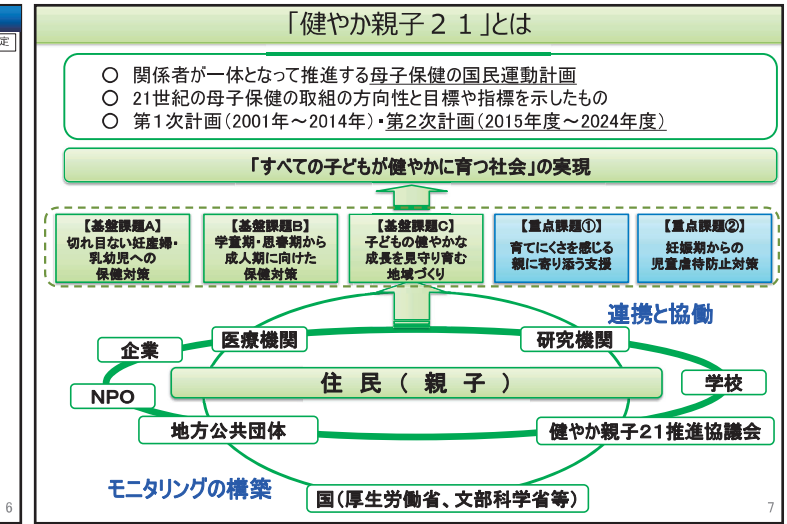 定
6
「健やか親子２１」とは
○ 関係者が一体となって推進する母子保健の国民運動計画
○ 21世紀の母子保健の取組の方向性と目標や指標を示したもの
○ 第１次計画(2001年～2014年)・第２次計画(2015年度～2024年度)
「すべての子どもが健やかに育つ社会」の実現
【基盤課題A】
切れ目ない妊産婦・
乳幼児への
保健対策
【基盤課題B】
学童期・思春期から
成人期に向けた
保健対策
【基盤課題C】
子どもの健やかな
成長を見守り育む
地域づくり
【重点課題①】
育てにくさを感じる
親に寄り添う支援
【重点課題②】
妊娠期からの
児童虐待防止対策
連携と協働
医療機関
研究機関
企業
住 民 （ 親 子 ）
学校
NPO
地方公共団体
健やか親子21推進協議会
モニタリングの構築
国(厚生労働省、文部科学省等)
7